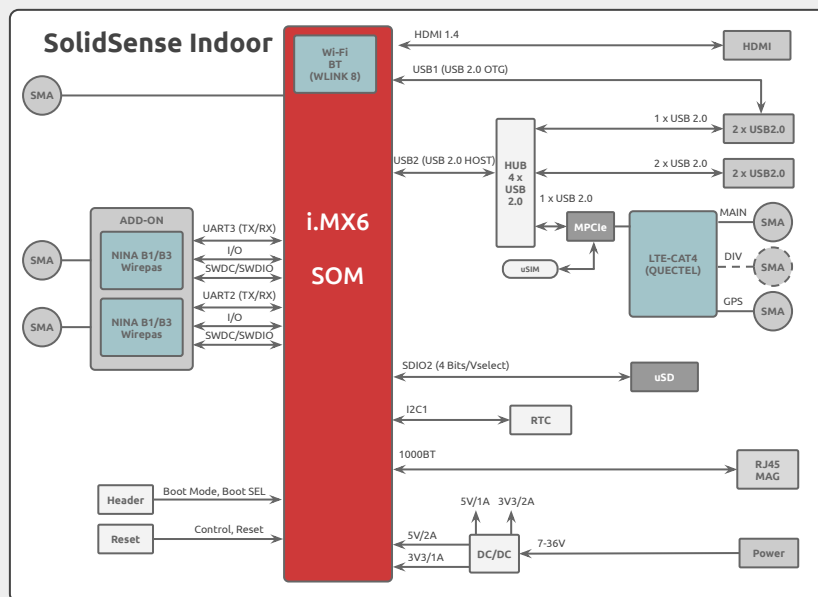 SolidSense Indoor
Wi-Fi
BT
(WLINK 8)
HDMI 1.4
HDMI
USB1 (USB 2.0 OTG)
SMA
1 x USB 2.0
2 x USB2.0
HUB
4 x
USB
2.0
USB2 (USB 2.0 HOST)
2 x USB 2.0
2 x USB2.0
1 x USB 2.0
MPCIe
uSIM
LTE-CAT4
(QUECTEL)
MAIN
SMA
DIV
SMA
GPS
SMA
ADD-ON
NINA B1/B3
Wirepas
SMA
UART3 (TX/RX)
I/O
SWDC/SWDIO
NINA B1/B3
Wirepas
SMA
UART2 (TX/RX)
I/O
SWDC/SWDIO
i.MX6
SOM
SDIO2 (4 Bits/Vselect)
uSD
I2C1
RTC
1000BT
RJ45
MAG
Header
Boot Mode, Boot SEL
Reset
Control, Reset
5V/1A
3V3/2A
5V/2A
3V3/1A
DC/DC
7-36V
Power